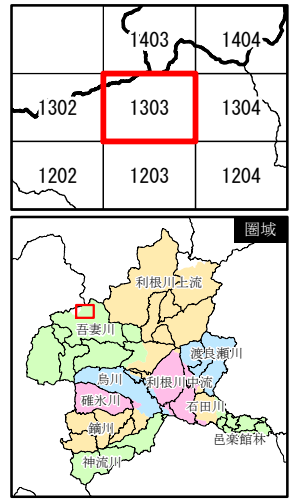 1403 1404
1302 1303 1304
1202 1203 1204
圏域
利根川上流
吾妻川
渡良瀬川
烏川 利根川中流
碓氷川 石田川
鏑川 邑楽館林
神流川